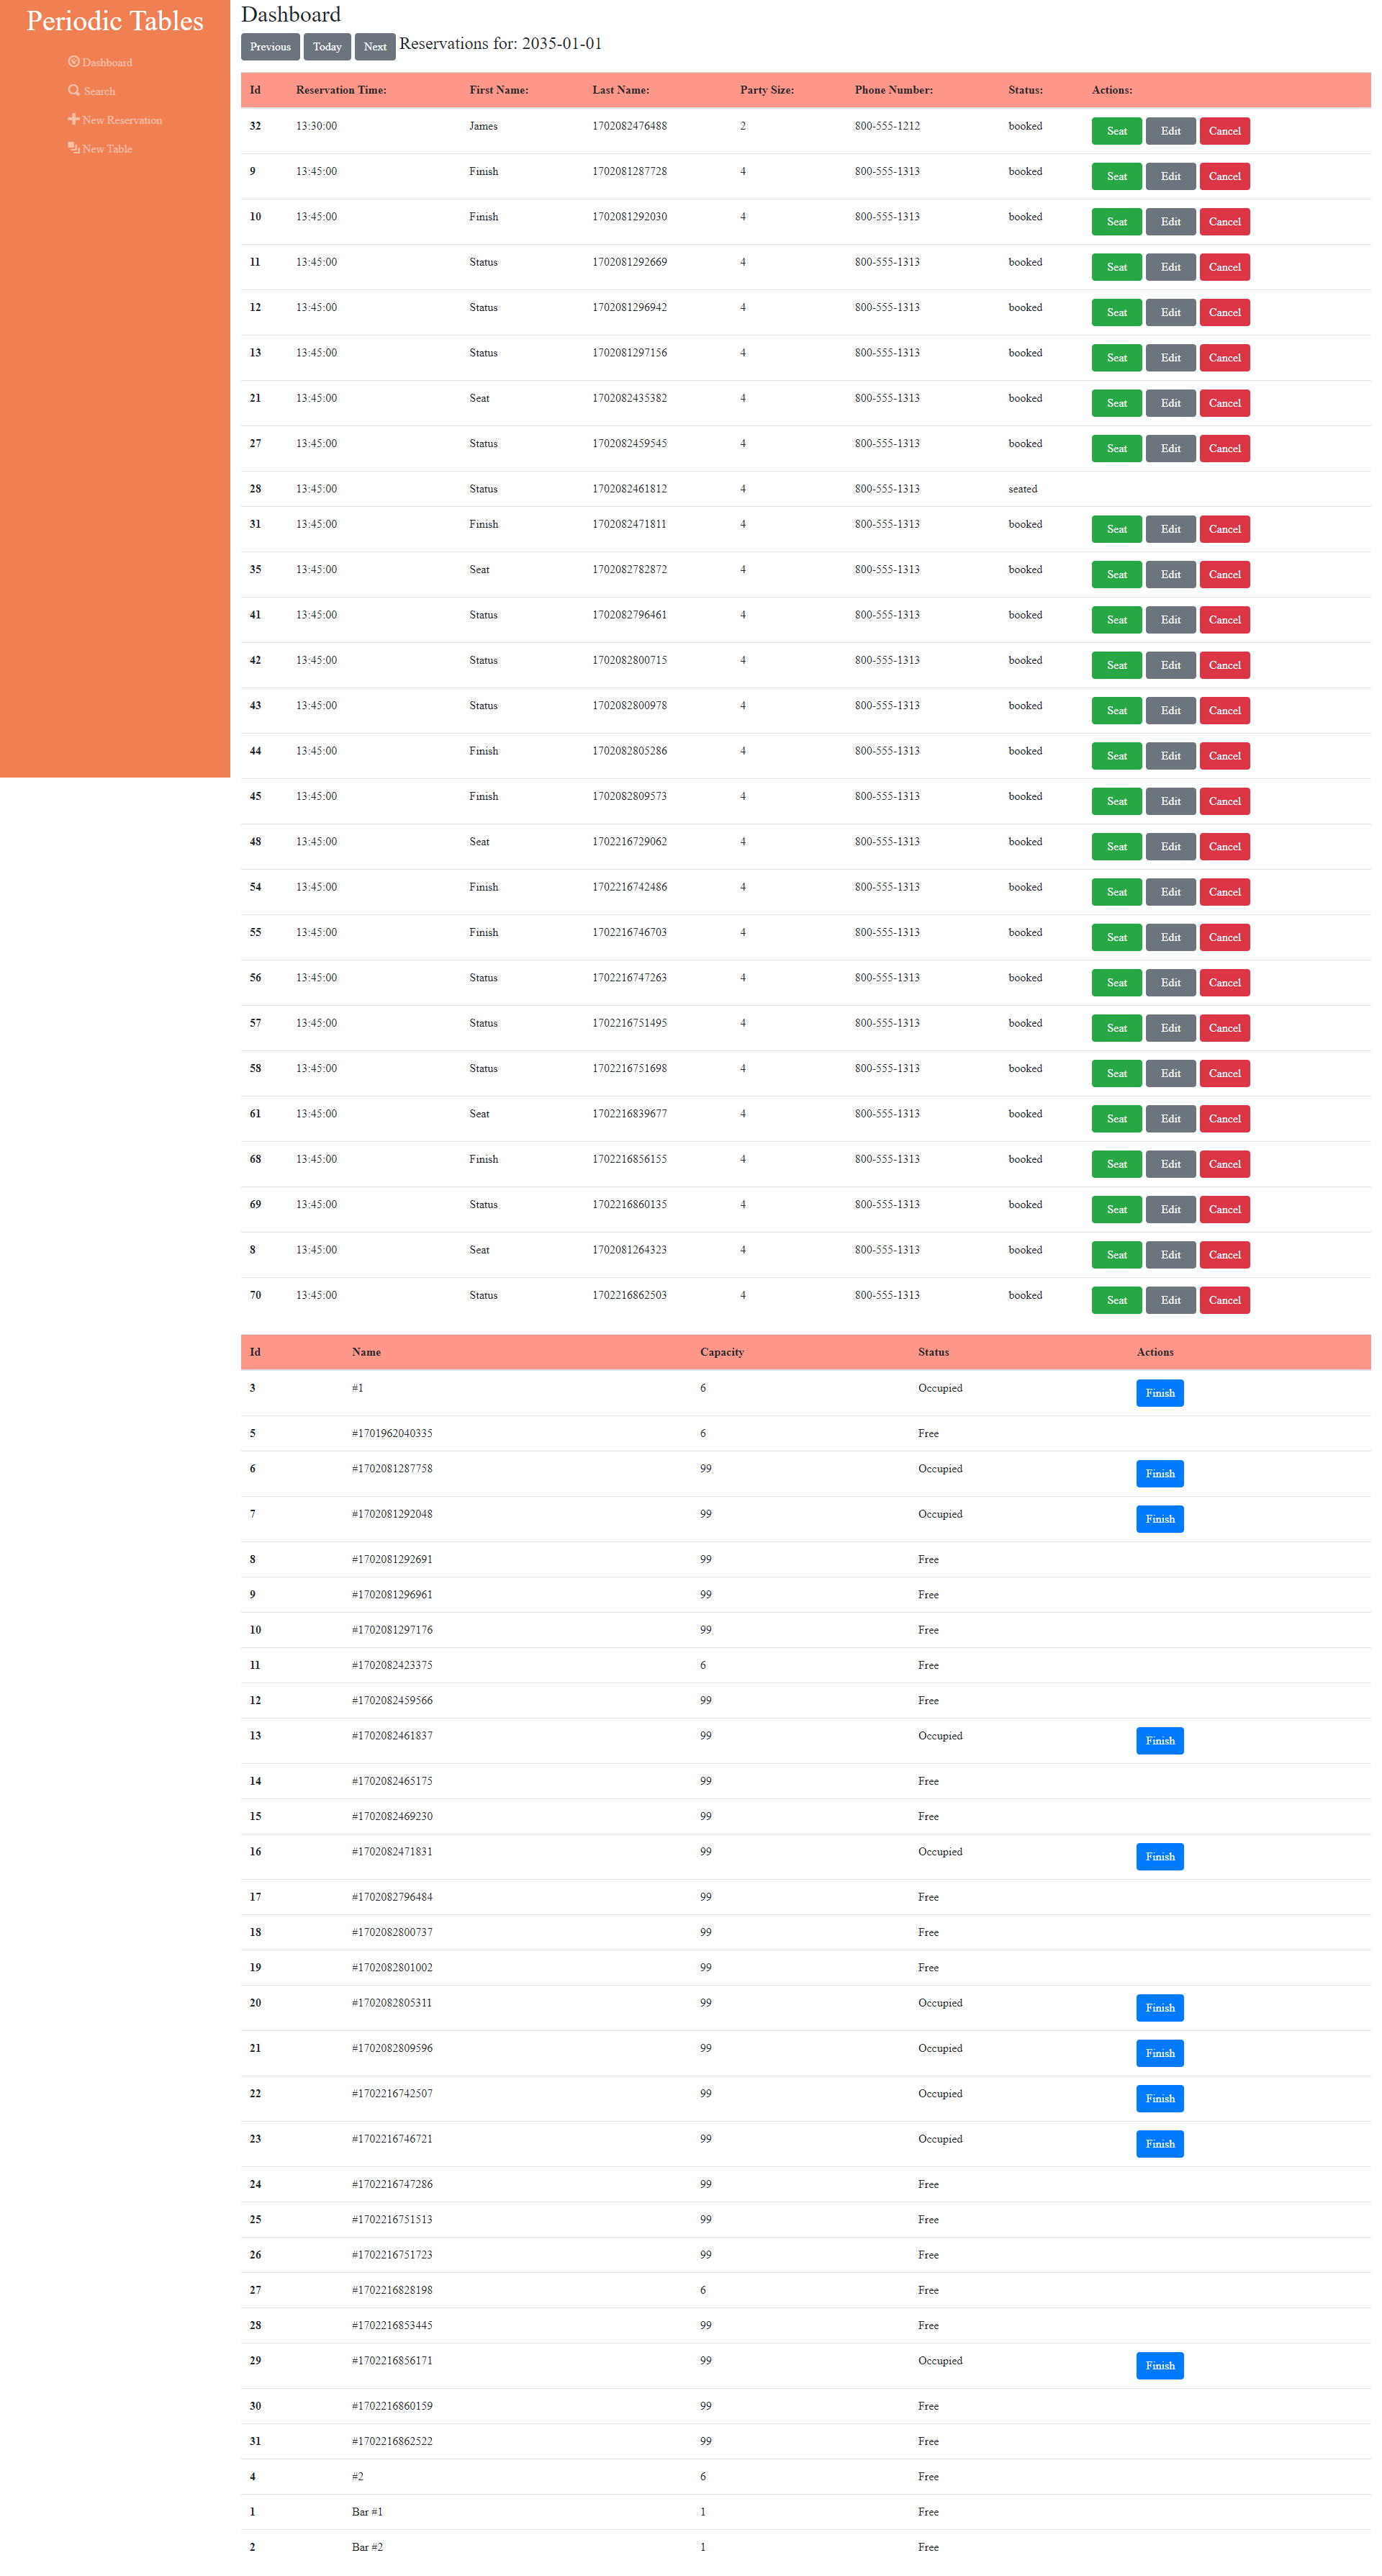 Periodic Tables
Dashboard
Search
New Reservation
New Table
Dashboard
Previous Today Next Reservations for: 2035-01-01
Id Reservation Time: First Name: Last Name: Party Size: Phone Number: Status: Actions:
32 13:30:00 James 1702082476488 2 800-555-1212 booked Seat Edit Cancel
9 13:45:00 Finish 1702081287728 4 800-555-1313 booked Seat Edit Cancel
10 13:45:00 Finish 1702081292030 4 800-555-1313 booked Seat Edit Cancel
11 13:45:00 Status 1702081292669 4 800-555-1313 booked Seat Edit Cancel
12 13:45:00 Status 1702081296942 4 800-555-1313 booked Seat Edit Cancel
13 13:45:00 Status 1702081297156 4 800-555-1313 booked Seat Edit Cancel
21 13:45:00 Seat 1702082435382 4 800-555-1313 booked Seat Edit Cancel
27 13:45:00 Status 1702082459545 4 800-555-1313 booked Seat Edit Cancel
28 13:45:00 Status 1702082461812 4 800-555-1313 seated
31 13:45:00 Finish 1702082471811 4 800-555-1313 booked Seat Edit Cancel
35 13:45:00 Seat 1702082782872 4 800-555-1313 booked Seat Edit Cancel
41 13:45:00 Status 1702082796461 4 800-555-1313 booked Seat Edit Cancel
42 13:45:00 Status 1702082800715 4 800-555-1313 booked Seat Edit Cancel
43 13:45:00 Status 1702082800978 4 800-555-1313 booked Seat Edit Cancel
44 13:45:00 Finish 1702082805286 4 800-555-1313 booked Seat Edit Cancel
45 13:45:00 Finish 1702082809573 4 800-555-1313 booked Seat Edit Cancel
48 13:45:00 Seat 1702216729062 4 800-555-1313 booked Seat Edit Cancel
54 13:45:00 Finish 1702216742486 4 800-555-1313 booked Seat Edit Cancel
55 13:45:00 Finish 1702216746703 4 800-555-1313 booked Seat Edit Cancel
56 13:45:00 Status 1702216747263 4 800-555-1313 booked Seat Edit Cancel
57 13:45:00 Status 1702216751495 4 800-555-1313 booked Seat Edit Cancel
58 13:45:00 Status 1702216751698 4 800-555-1313 booked Seat Edit Cancel
61 13:45:00 Seat 1702216839677 4 800-555-1313 booked Seat Edit Cancel
68 13:45:00 Finish 1702216856155 4 800-555-1313 booked Seat Edit Cancel
69 13:45:00 Status 1702216860135 4 800-555-1313 booked Seat Edit Cancel
8 13:45:00 Seat 1702081264323 4 800-555-1313 booked Seat Edit Cancel
70 13:45:00 Status 1702216862503 4 800-555-1313 booked Seat Edit Cancel
Id Name Capacity Status Actions
3 #1 6 Occupied Finish
5 #1701962040335 6 Free
6 #1702081287758 99 Occupied Finish
7 #1702081292048 99 Occupied Finish
8 #1702081292691 99 Free
9 #1702081296961 99 Free
10 #1702081297176 99 Free
11 #1702082423375 6 Free
12 #1702082459566 99 Free
13 #1702082461837 99 Occupied Finish
14 #1702082465175 99 Free
15 #1702082469230 99 Free
16 #1702082471831 99 Occupied Finish
17 #1702082796484 99 Free
18 #1702082800737 99 Free
19 #1702082801002 99 Free
20 #1702082805311 99 Occupied Finish
21 #1702082809596 99 Occupied Finish
22 #1702216742507 99 Occupied Finish
23 #1702216746721 99 Occupied Finish
24 #1702216747286 99 Free
25 #1702216751513 99 Free
26 #1702216751723 99 Free
27 #1702216828198 6 Free
28 #1702216853445 99 Free
29 #1702216856171 99 Occupied Finish
30 #1702216860159 99 Free
31 #1702216862522 99 Free
4 #2 6 Free
1 Bar #1 1 Free
2 Bar #2 1 Free